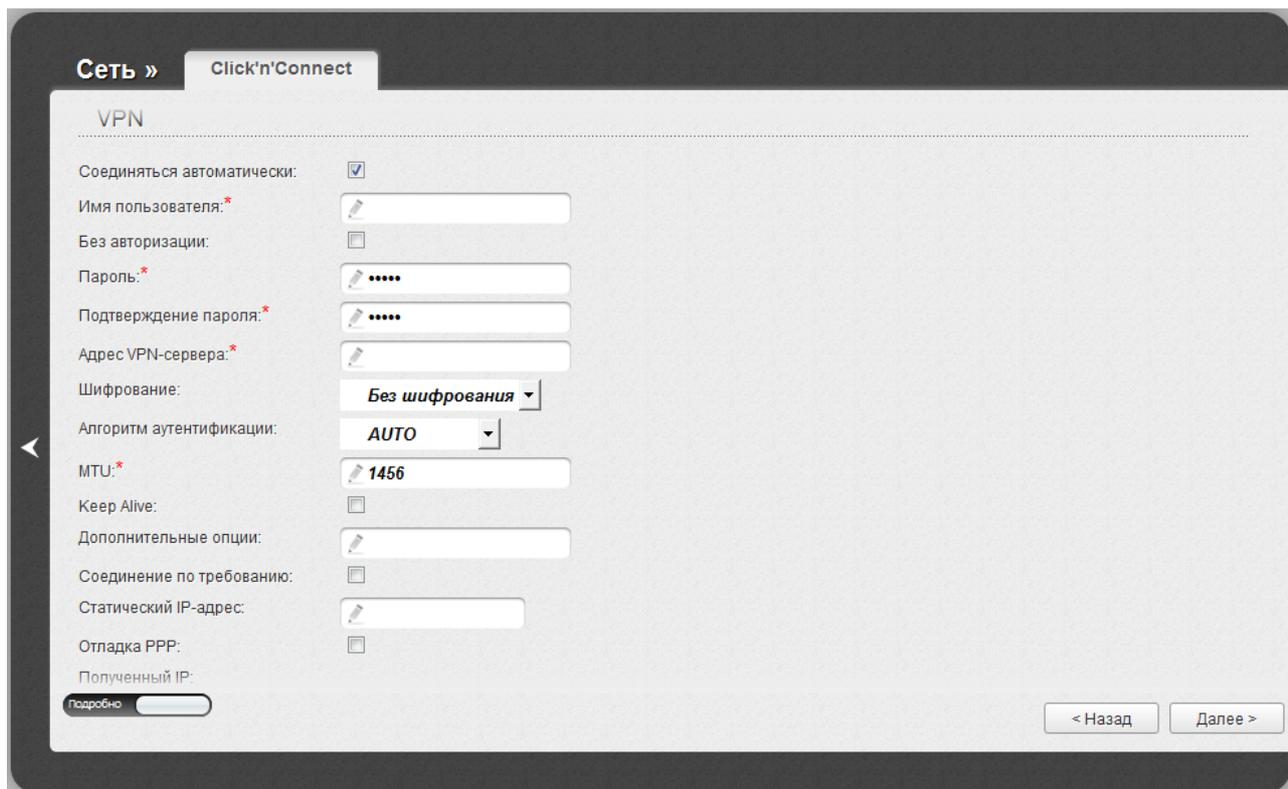 Сеть »
Click'n'Connect
VPN
Соединяться автоматически:
Имя пользователя:*
Без авторизации:
Пароль:* •••••
Подтверждение пароля:* •••••
Адрес VPN-сервера:*
Шифрование: Без шифрования
Алгоритм аутентификации: AUTO
MTU:* 1456
Keep Alive:
Дополнительные опции:
Соединение по требованию:
Статический IP-адрес:
Отладка PPP:
Полученный IP:
Подробно
< Назад
Далее >